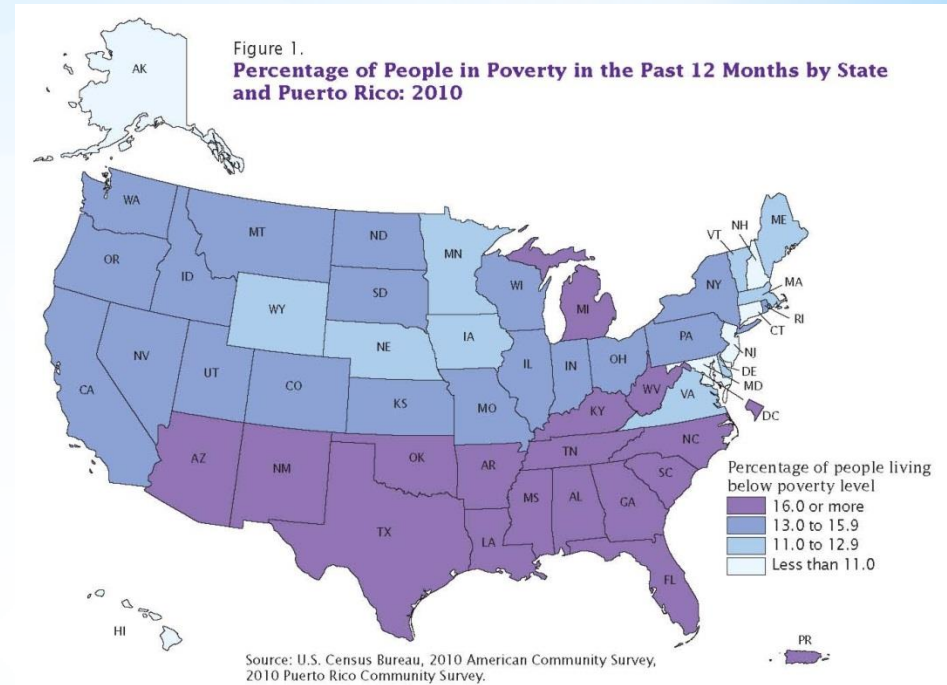 Figure 1.
Percentage of People in Poverty in the Past 12 Months by State
and Puerto Rico: 2010
AK
WA
MT
ND
MN
ME
NH
VT
OR
ID
SD
WI
NY
MA
RI
CT
MI
WY
IA
NE
PA
NJ
DE
MD
NV
UT
CO
IL
IN
OH
WV
VA
DC
CA
KS
MO
KY
NC
TN
AZ
NM
OK
AR
SC
MS
AL
GA
TX
LA
FL
HI
PR
Percentage of people living
below poverty level
16.0 or more
13.0 to 15.9
11.0 to 12.9
Less than 11.0
Source: U.S. Census Bureau, 2010 American Community Survey,
2010 Puerto Rico Community Survey.